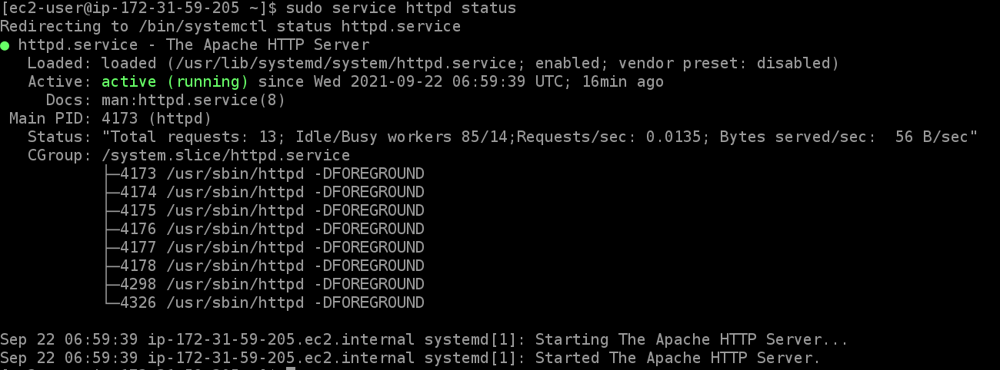 [ec2-user@ip-172-31-59-205 ~]$ sudo service httpd status
Redirecting to /bin/systemctl status httpd.service
● httpd.service - The Apache HTTP Server
   Loaded: loaded (/usr/lib/systemd/system/httpd.service; enabled; vendor preset: disabled)
   Active: active (running) since Wed 2021-09-22 06:59:39 UTC; 16min ago
     Docs: man:httpd.service(8)
 Main PID: 4173 (httpd)
   Status: "Total requests: 13; Idle/Busy workers 85/14;Requests/sec: 0.0135; Bytes served/sec:  56 B/sec"
   CGroup: /system.slice/httpd.service
           ├─4173 /usr/sbin/httpd -DFOREGROUND
           ├─4174 /usr/sbin/httpd -DFOREGROUND
           ├─4175 /usr/sbin/httpd -DFOREGROUND
           ├─4176 /usr/sbin/httpd -DFOREGROUND
           ├─4177 /usr/sbin/httpd -DFOREGROUND
           ├─4178 /usr/sbin/httpd -DFOREGROUND
           ├─4298 /usr/sbin/httpd -DFOREGROUND
           └─4326 /usr/sbin/httpd -DFOREGROUND
Sep 22 06:59:39 ip-172-31-59-205.ec2.internal systemd[1]: Starting The Apache HTTP Server...
Sep 22 06:59:39 ip-172-31-59-205.ec2.internal systemd[1]: Started The Apache HTTP Server.